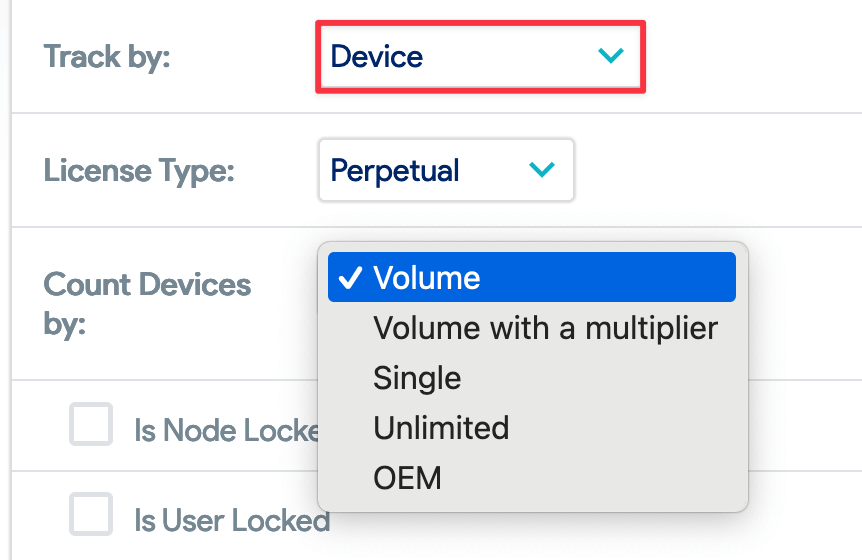 Track by:
Device
License Type:
Perpetual
Count Devices
by:
Volume
Volume with a multiplier
Single
Unlimited
OEM
Is Node Locke
Is User Locked